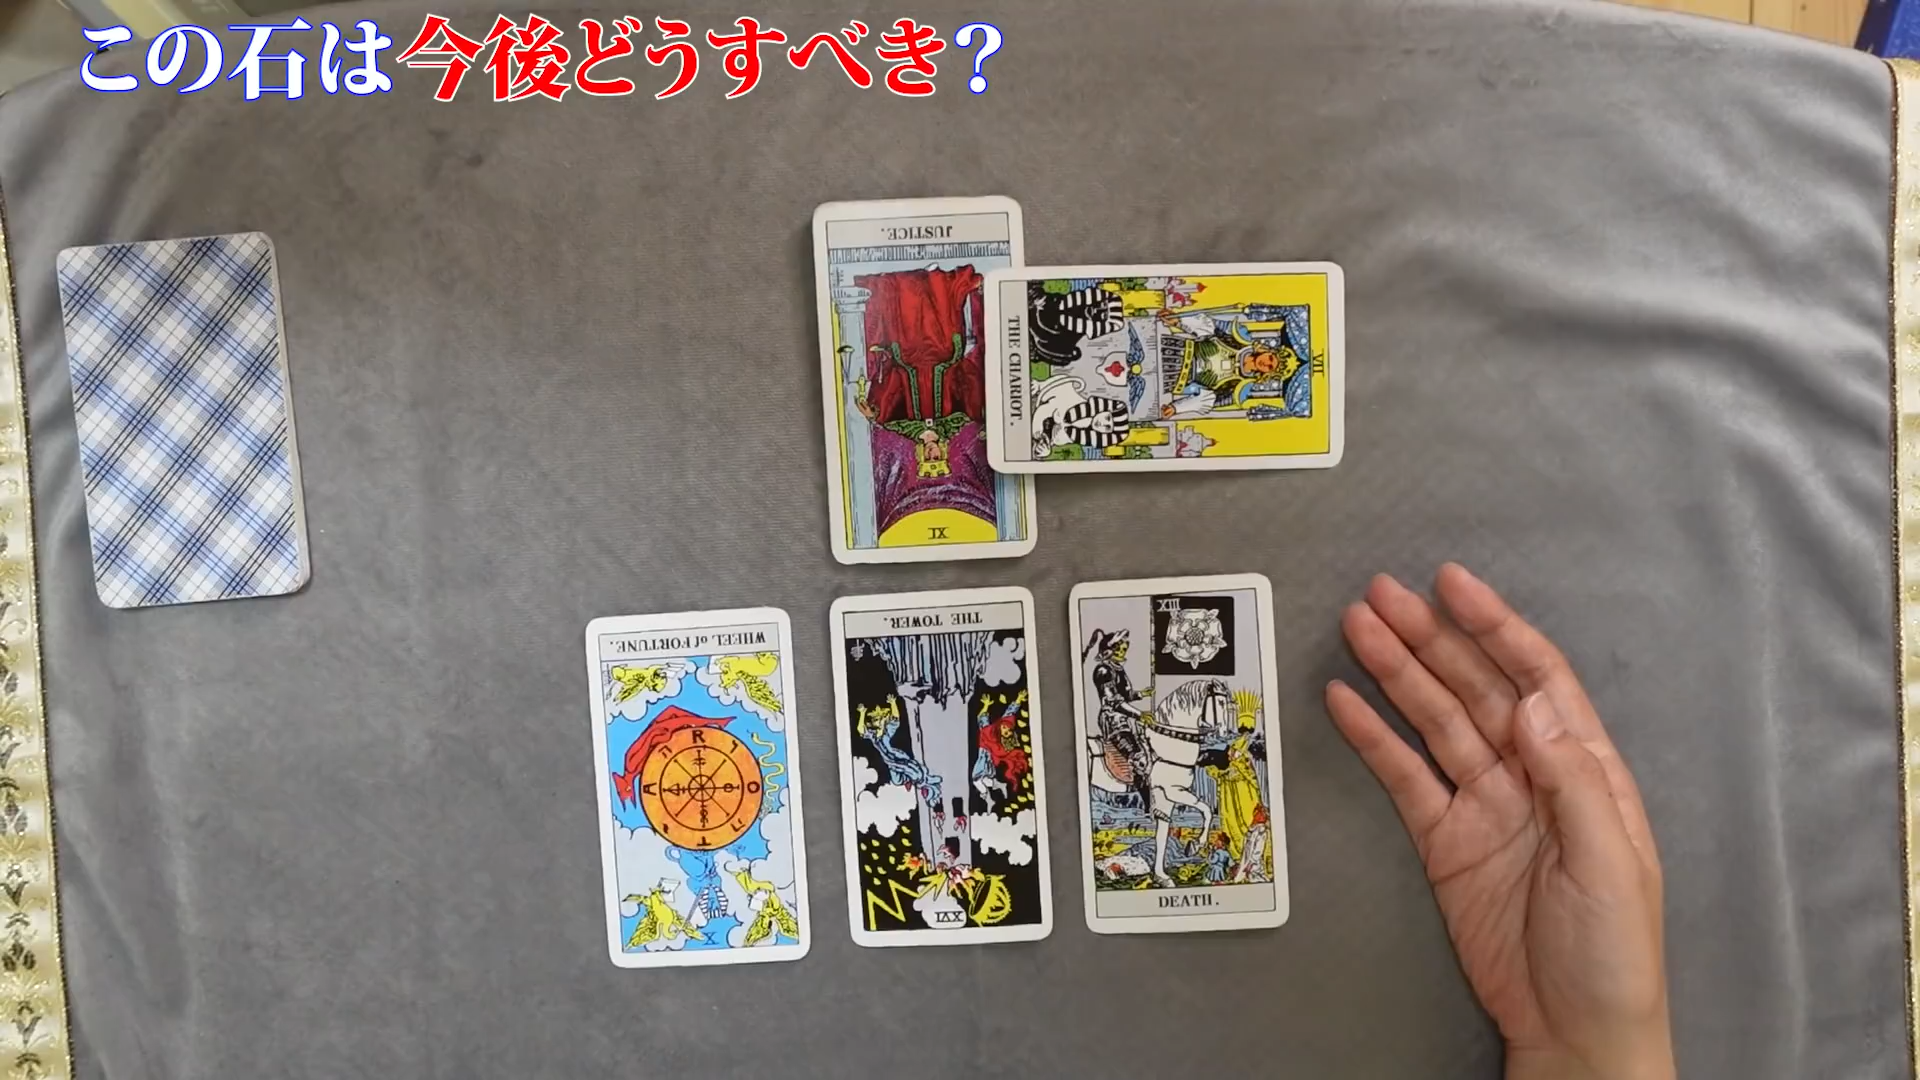 この石は今後どうすべき？
JUSTICE.
XI
THE CHARIOT.
VII
WHEEL of FORTUNE.
X
THE TOWER.
XVI
XIII
DEATH.